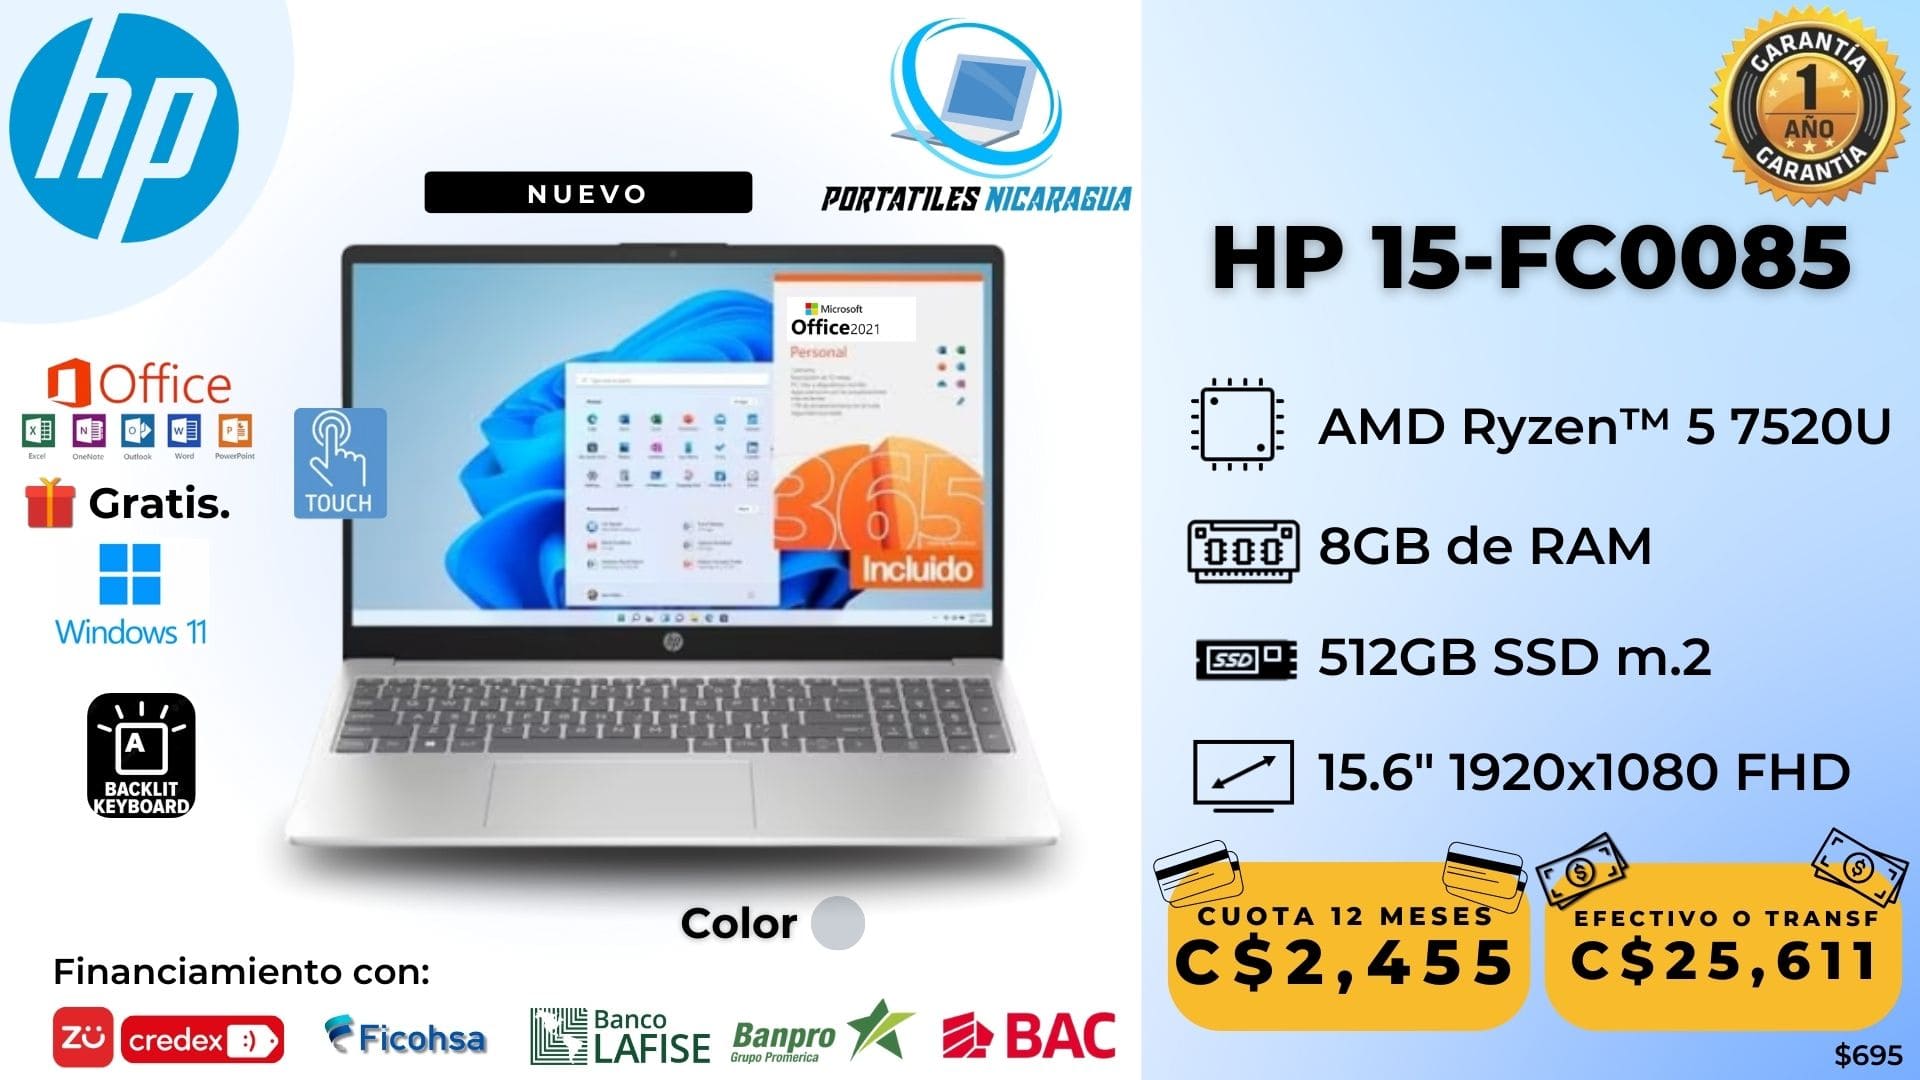 hp
NUEVO
PORTATILES NICARAGUA
GARANTÍA
1
AÑO
GARANTÍA
HP 15-FC0085
Microsoft
Office2021
Personal
365
Incluido
hp
Office
Excel
OneNote
Outlook
Word
PowerPoint
Gratis.
TOUCH
Windows 11
A
BACKLIT
KEYBOARD
AMD Ryzen™ 5 7520U
8GB de RAM
SSD
512GB SSD m.2
15.6" 1920x1080 FHD
Color
CUOTA 12 MESES
C$2,455
EFECTIVO O TRANSF
C$25,611
$695
Financiamiento con:
ZU
credex :)
Ficohsa
Banco
LAFISE
Banpro
Grupo Promerica
BAC